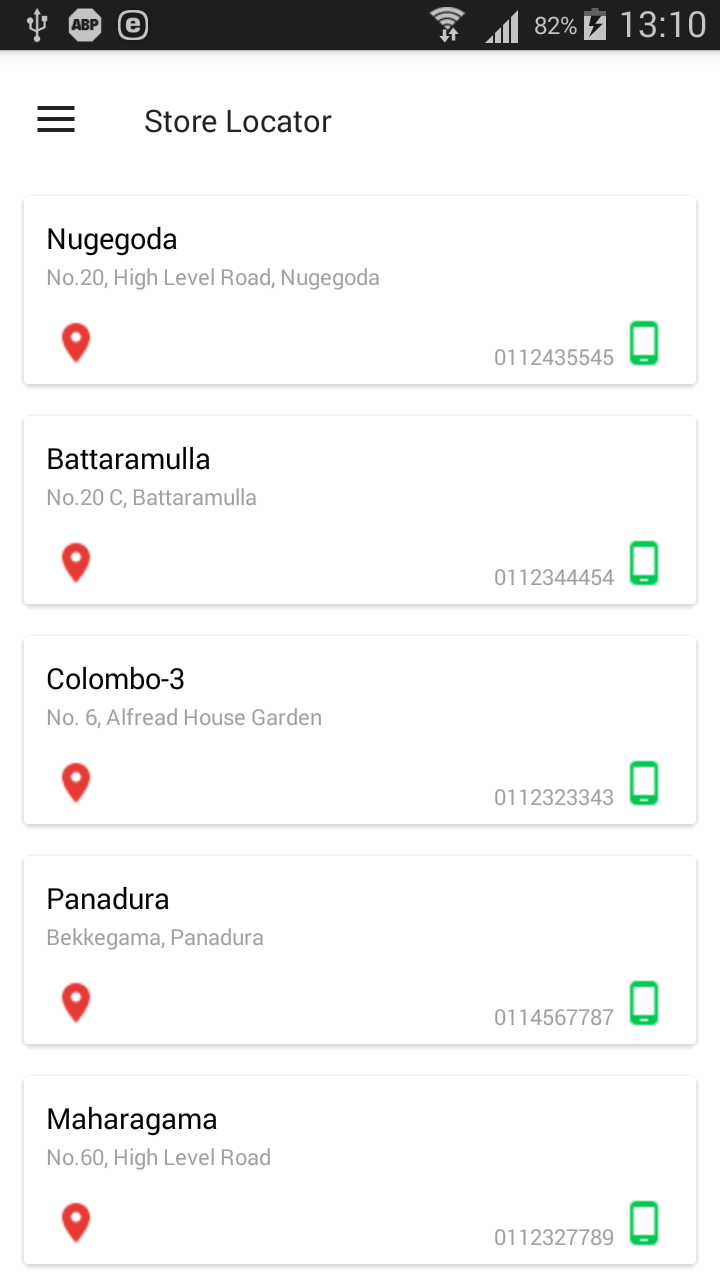 ABP e 82% 13:10
Store Locator
Nugegoda
No.20, High Level Road, Nugegoda
0112435545
Battaramulla
No.20 C, Battaramulla
0112344454
Colombo-3
No. 6, Alfread House Garden
0112323343
Panadura
Bekkegama, Panadura
0114567787
Maharagama
No.60, High Level Road
0112327789